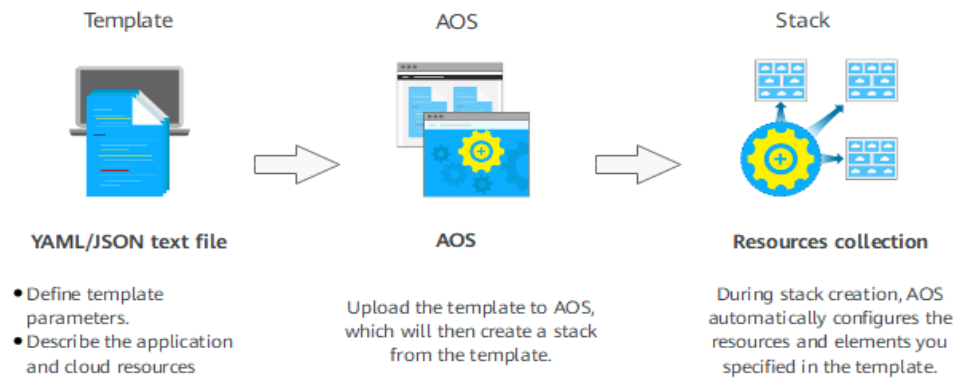 Template
AOS
Stack
YAML/JSON text file
AOS
Resources collection
• Define template
parameters.
• Describe the application
and cloud resources
Upload the template to AOS,
which will then create a stack
from the template.
During stack creation, AOS
automatically configures the
resources and elements you
specified in the template.